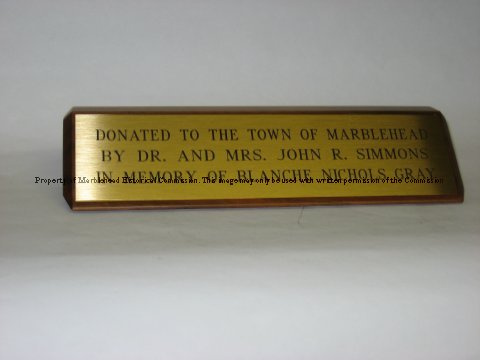 DONATED TO THE TOWN OF MARBLEHEAD
BY DR. AND MRS. JOHN R. SIMMONS
IN MEMORY OF BLANCHE NICHOLS GRAY
Property of Marblehead Historical Commission. This image may only be used with written permission of the Commission